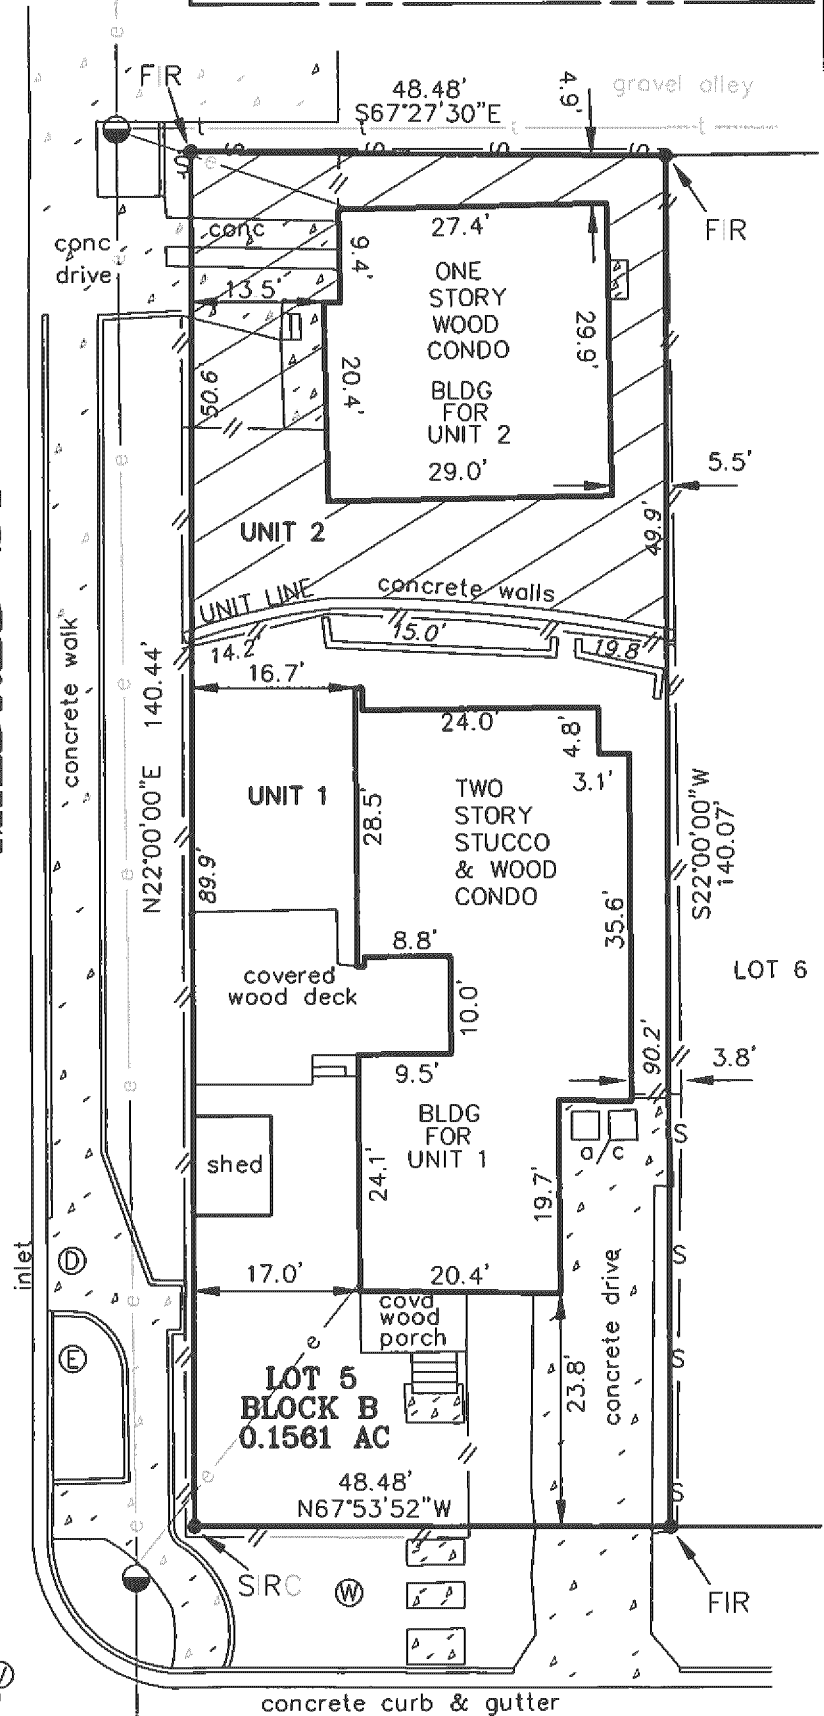 FIR
48.48'
S67°27'30"E
4.9'
gravel alley
FIR
conc
drive
conc
27.4'
9.4'
13.5'
ONE
STORY
WOOD
CONDO
BLDG
FOR
UNIT 2
29.9'
20.4'
50.6'
29.0'
5.5'
49.9'
UNIT 2
UNIT LINE
concrete walls
14.2'
15.0'
19.8
16.7'
24.0'
4.8'
3.1'
concrete walk
N22°00'00"E 140.44'
UNIT 1
28.5'
TWO
STORY
STUCCO
& WOOD
CONDO
S22°00'00"W
140.07'
89.9'
35.6'
8.8'
covered
wood deck
10.0'
LOT 6
90.2'
3.8'
9.5'
BLDG
FOR
UNIT 1
a/c
shed
24.1'
19.7'
inlet
D
17.0'
20.4'
covd
wood
porch
concrete drive
E
23.8'
LOT 5
BLOCK B
0.1561 AC
48.48'
N67°53'52"W
SIRC
W
FIR
concrete curb & gutter